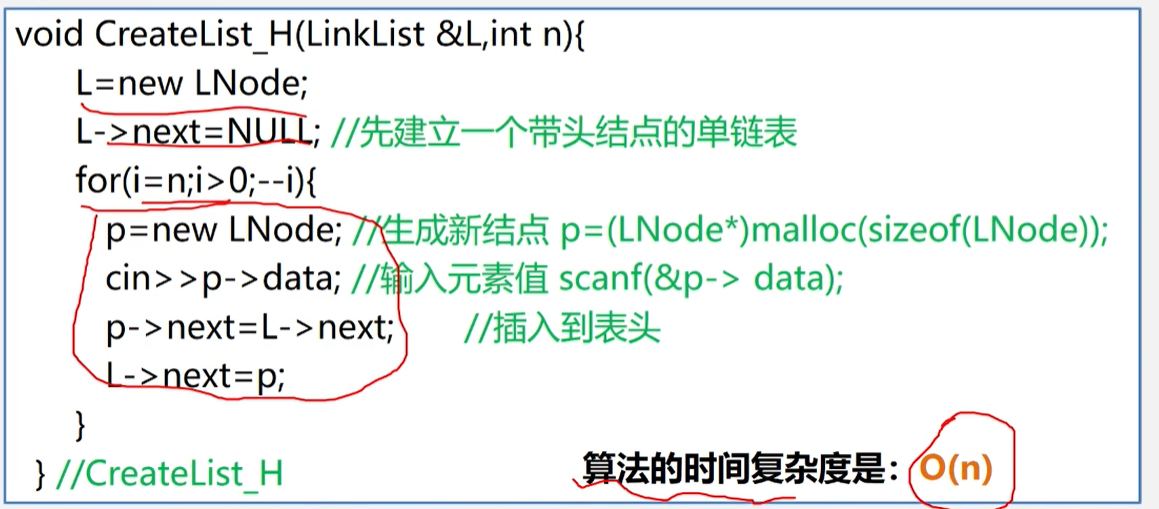 void CreateList_H(LinkList &L,int n){
L=new LNode;
L->next=NULL; //先建立一个带头结点的单链表
for(i=n;i>0;--i){
p=new LNode; //生成新结点 p=(LNode*)malloc(sizeof(LNode));
cin>>p->data; //输入元素值 scanf(&p-> data);
p->next=L->next; //插入到表头
L->next=p;
}
} //CreateList_H
算法的时间复杂度是：O(n)